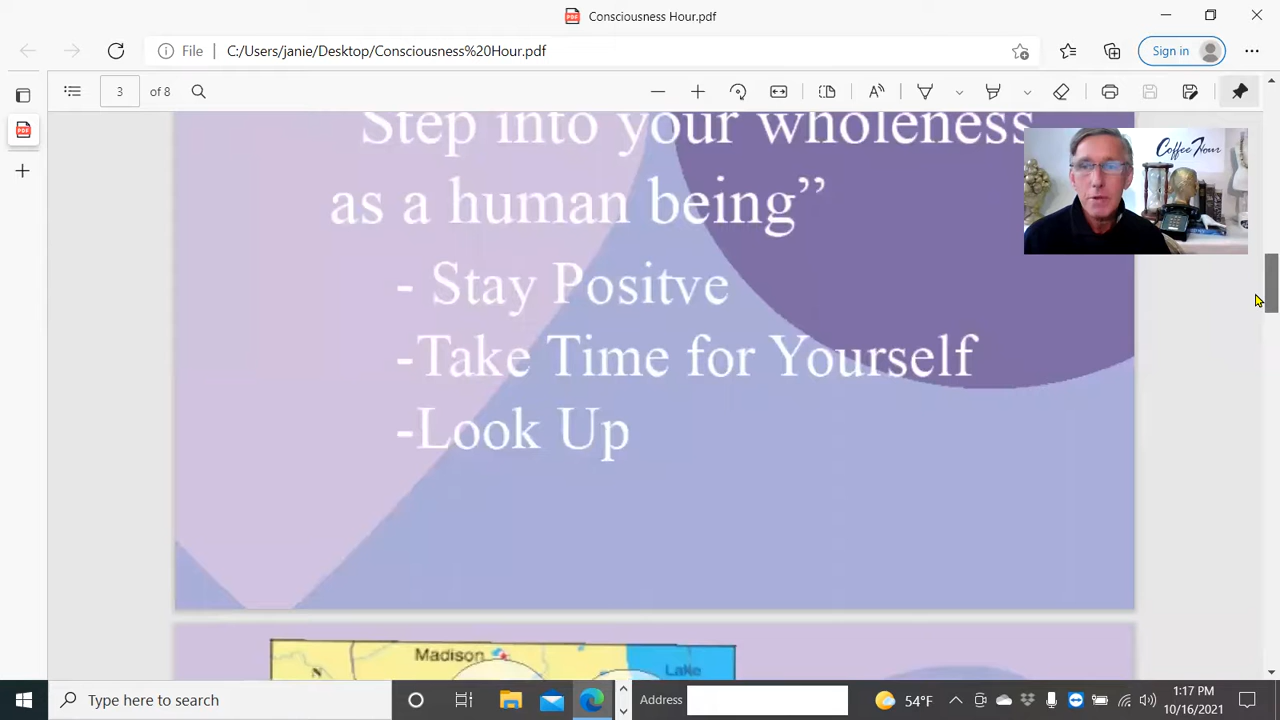 Consciousness Hour.pdf
File
C:/Users/janie/Desktop/Consciousness%20Hour.pdf
Sign in
3 of 8
Step into your wholeness
as a human being”
- Stay Positve
-Take Time for Yourself
-Look Up
Coffee Hour
Madison
Lake
N
Type here to search
Address
54°F
1:17 PM
10/16/2021